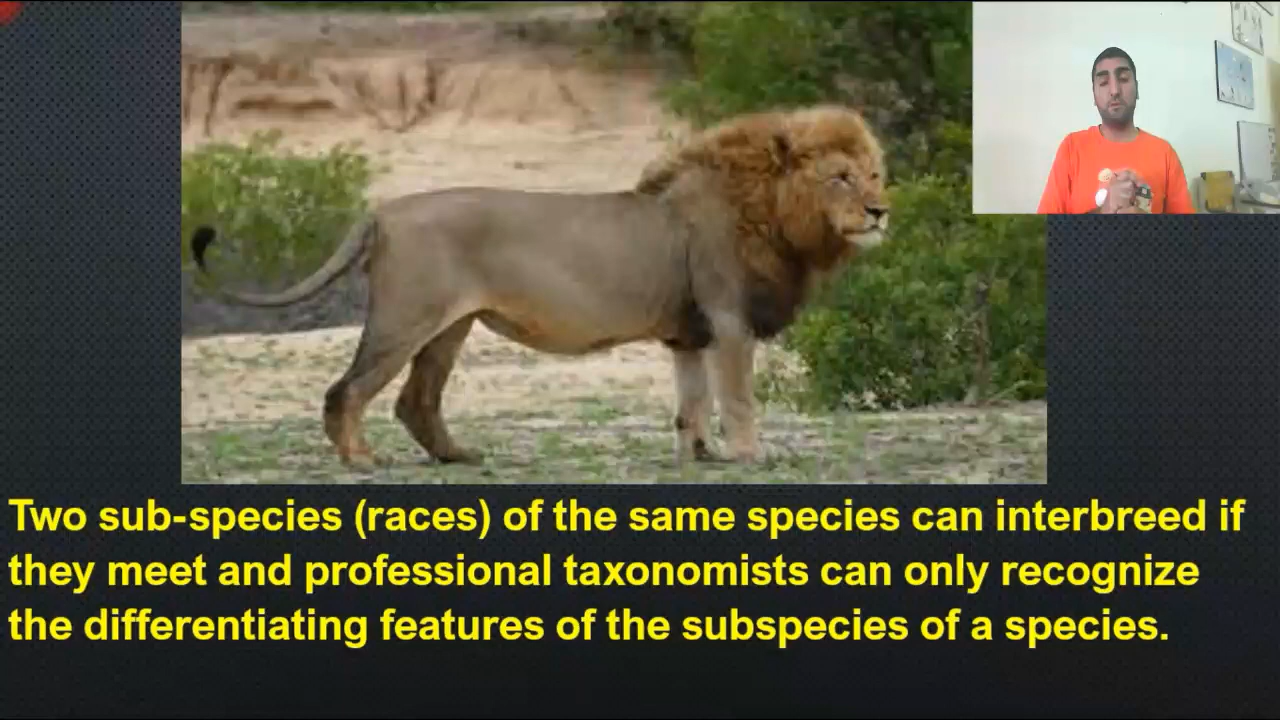 Two sub-species (races) of the same species can interbreed if
they meet and professional taxonomists can only recognize
the differentiating features of the subspecies of a species.